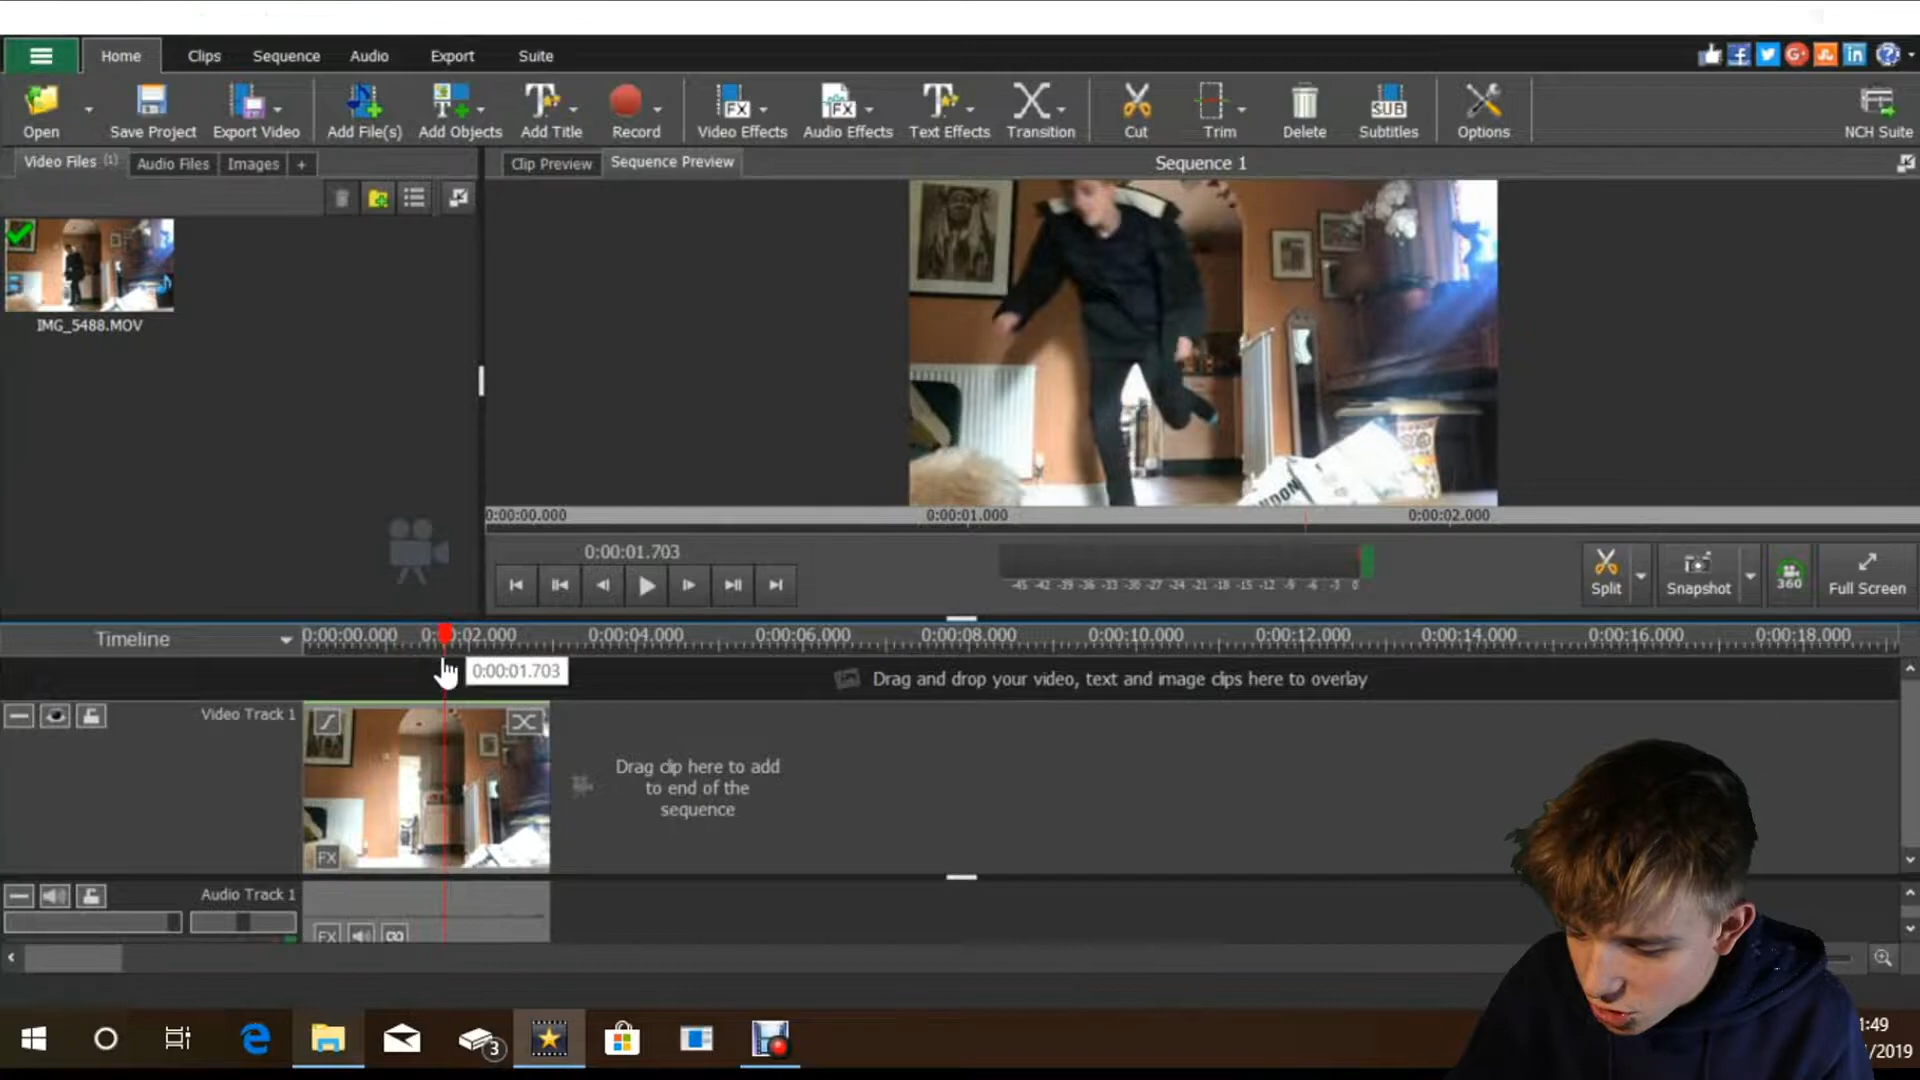 Home Clips Sequence Audio Export Suite
Open Save Project Export Video Add File(s) Add Objects Add Title Record Video Effects Audio Effects Text Effects Transition Cut Trim Delete Subtitles Options NCH Suite
FX FX SUB
Video Files (1) Audio Files Images + Clip Preview Sequence Preview Sequence 1
IMG_5488.MOV
0:00:00.000 0:00:01.000 0:00:02.000
0:00:01.703
-45 -42 -39 -36 -33 -30 -27 -24 -21 -18 -15 -12 -9 -6 -3 0
Split Snapshot 360 Full Screen
Timeline 0:00:00.000 0:00:02.000 0:00:04.000 0:00:06.000 0:00:08.000 0:00:10.000 0:00:12.000 0:00:14.000 0:00:16.000 0:00:18.000
0:00:01.703
Drag and drop your video, text and image clips here to overlay
Video Track 1
Drag clip here to add
to end of the
sequence
FX
Audio Track 1
FX
3
1:49
/2019